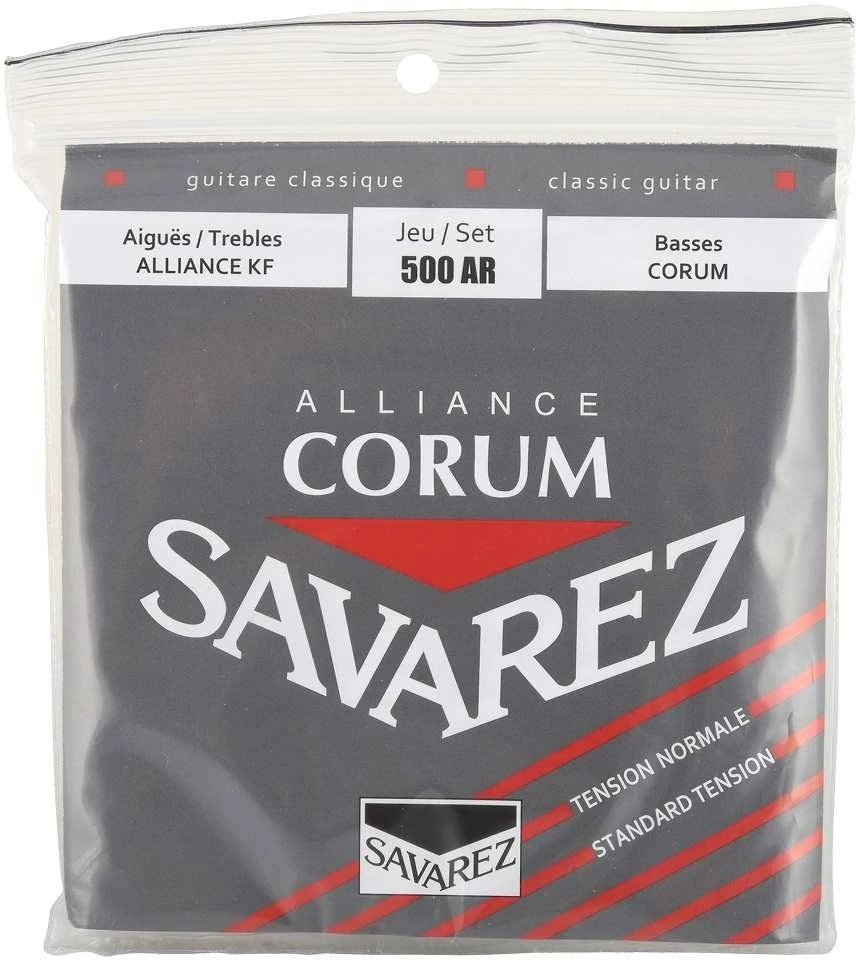 guitare classique
classic guitar
Aiguës / Trebles
ALLIANCE KF
Jeu / Set
500 AR
Basses
CORUM
ALLIANCE
CORUM
SAVAREZ
TENSION NORMALE
STANDARD TENSION
SAVAREZ